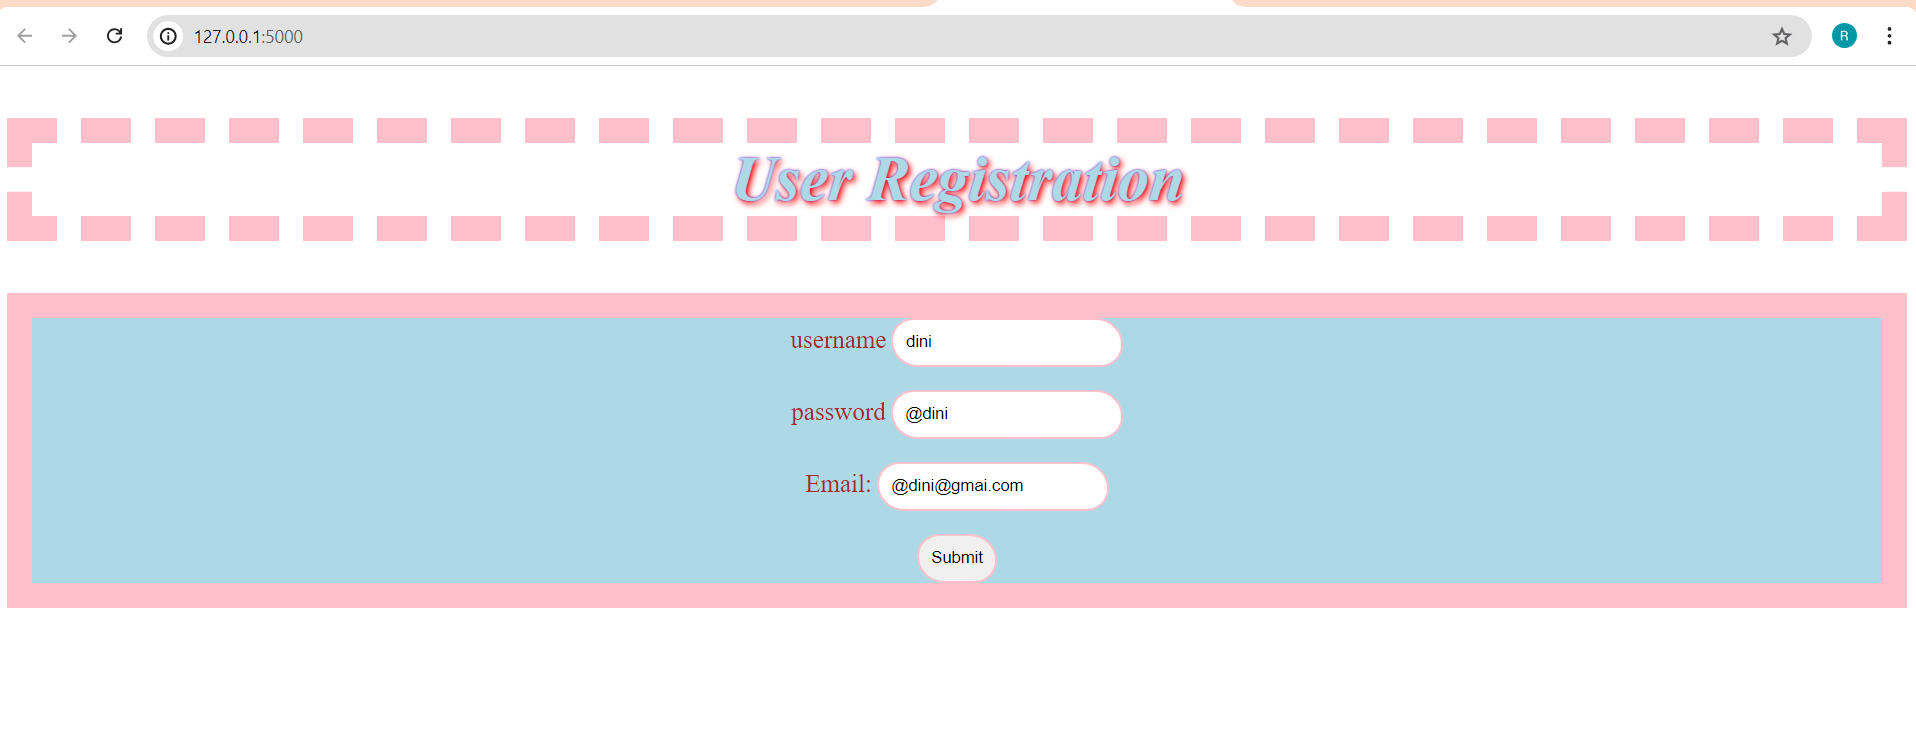 127.0.0.1:5000
R
User Registration
username dini
password @dini
Email: @dini@gmai.com
Submit